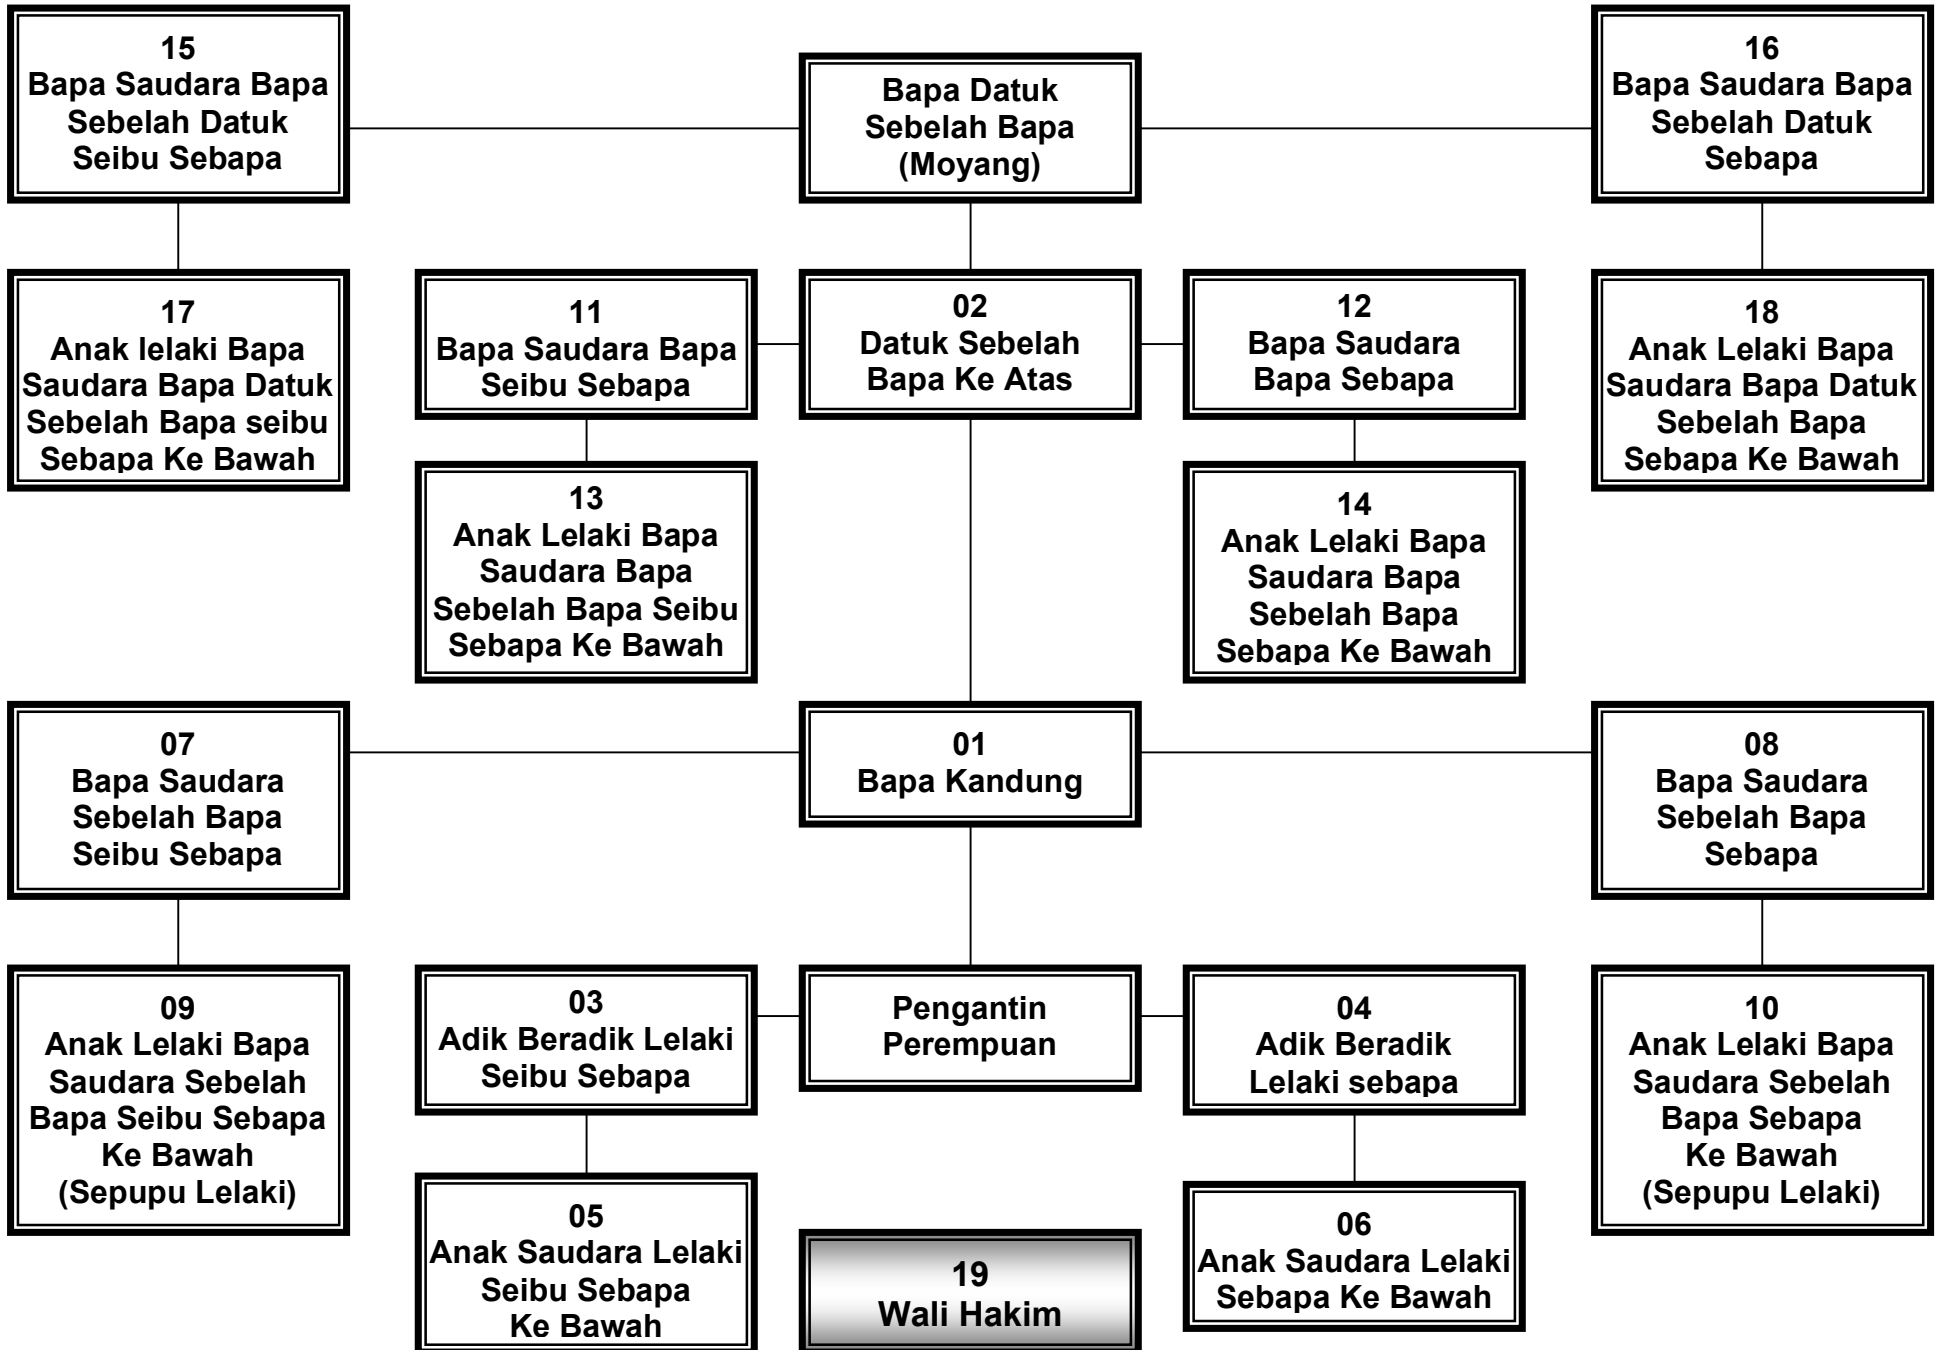 15
Bapa Saudara Bapa
Sebelah Datuk
Seibu Sebapa
Bapa Datuk
Sebelah Bapa
(Moyang)
16
Bapa Saudara Bapa
Sebelah Datuk
Sebapa
17
Anak lelaki Bapa
Saudara Bapa Datuk
Sebelah Bapa seibu
Sebapa Ke Bawah
11
Bapa Saudara Bapa
Seibu Sebapa
02
Datuk Sebelah
Bapa Ke Atas
12
Bapa Saudara
Bapa Sebapa
18
Anak Lelaki Bapa
Saudara Bapa Datuk
Sebelah Bapa
Sebapa Ke Bawah
13
Anak Lelaki Bapa
Saudara Bapa
Sebelah Bapa Seibu
Sebapa Ke Bawah
14
Anak Lelaki Bapa
Saudara Bapa
Sebelah Bapa
Sebapa Ke Bawah
07
Bapa Saudara
Sebelah Bapa
Seibu Sebapa
01
Bapa Kandung
08
Bapa Saudara
Sebelah Bapa
Sebapa
09
Anak Lelaki Bapa
Saudara Sebelah
Bapa Seibu Sebapa
Ke Bawah
(Sepupu Lelaki)
03
Adik Beradik Lelaki
Seibu Sebapa
Pengantin
Perempuan
04
Adik Beradik
Lelaki sebapa
10
Anak Lelaki Bapa
Saudara Sebelah
Bapa Sebapa
Ke Bawah
(Sepupu Lelaki)
05
Anak Saudara Lelaki
Seibu Sebapa
Ke Bawah
19
Wali Hakim
06
Anak Saudara Lelaki
Sebapa Ke Bawah